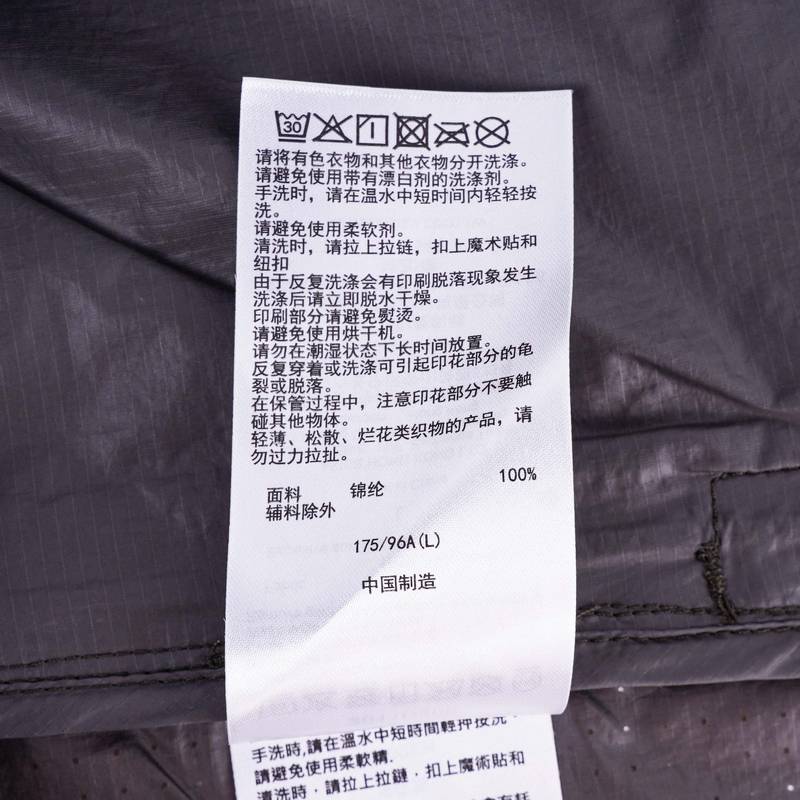 30
请将有色衣物和其他衣物分开洗涤。
请避免使用带有漂白剂的洗涤剂。
手洗时，请在温水中短时间内轻轻按
洗。
请避免使用柔软剂。
清洗时，请拉上拉链，扣上魔术贴和
纽扣
由于反复洗涤会有印刷脱落现象发生
洗涤后请立即脱水干燥。
印刷部分请避免熨烫。
请避免使用烘干机。
请勿在潮湿状态下长时间放置。
反复穿着或洗涤可引起印花部分的龟
裂或脱落。
在保管过程中，注意印花部分不要触
碰其他物体。
轻薄、松散、烂花类织物的产品，请
勿过力拉扯。
面料 锦纶 100%
辅料除外
175/96A(L)
中国制造
手洗時,請在溫水中短時間輕押按洗.
請避免使用柔軟精.
清洗時，請拉上拉鏈，扣上魔術貼和